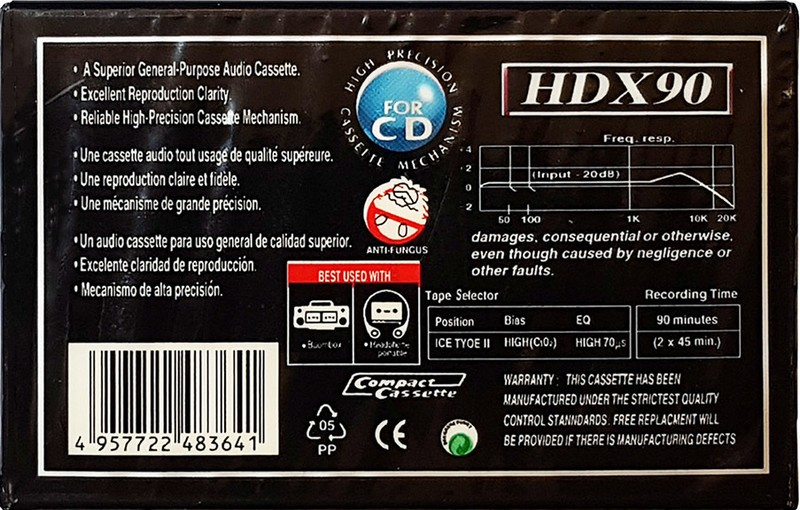 • A Superior General-Purpose Audio Cassette.
• Excellent Reproduction Clarity.
• Reliable High-Precision Cassette Mechanism.
• Une cassette audio tout usage de qualité supéreure.
• Une reproduction claire et fidèle.
• Une mécanisme de grande précision.
• Un audio cassette para uso general de calidad superior.
• Excelente claridad de reproducción.
• Mecanismo de alta precisión.
HIGH PRECISION
CASSETTE MECHANISM
FOR
CD
ANTI-FUNGUS
HDX90
Freq. resp.
+4
2
0
-2
(Input - 20dB)
50 100 1K 10K 20K
damages, consequential or otherwise,
even though caused by negligence or
other faults.
BEST USED WITH
• Boombox
• Headphone
portable
Tape Selector
Recording Time
Position Bias EQ
90 minutes
ICE TYOE II HIGH(C1O2) HIGH 70µs
(2 x 45 min.)
Compact
Cassette
05
PP
CE
WARRANTY : THIS CASSETTE HAS BEEN
MANUFACTURED UNDER THE STRICTEST QUALITY
CONTROL STANNDARDS. FREE REPLACMENT WILL
BE PROVIDED IF THERE IS MANUFACTURING DEFECTS
4 957722 483641